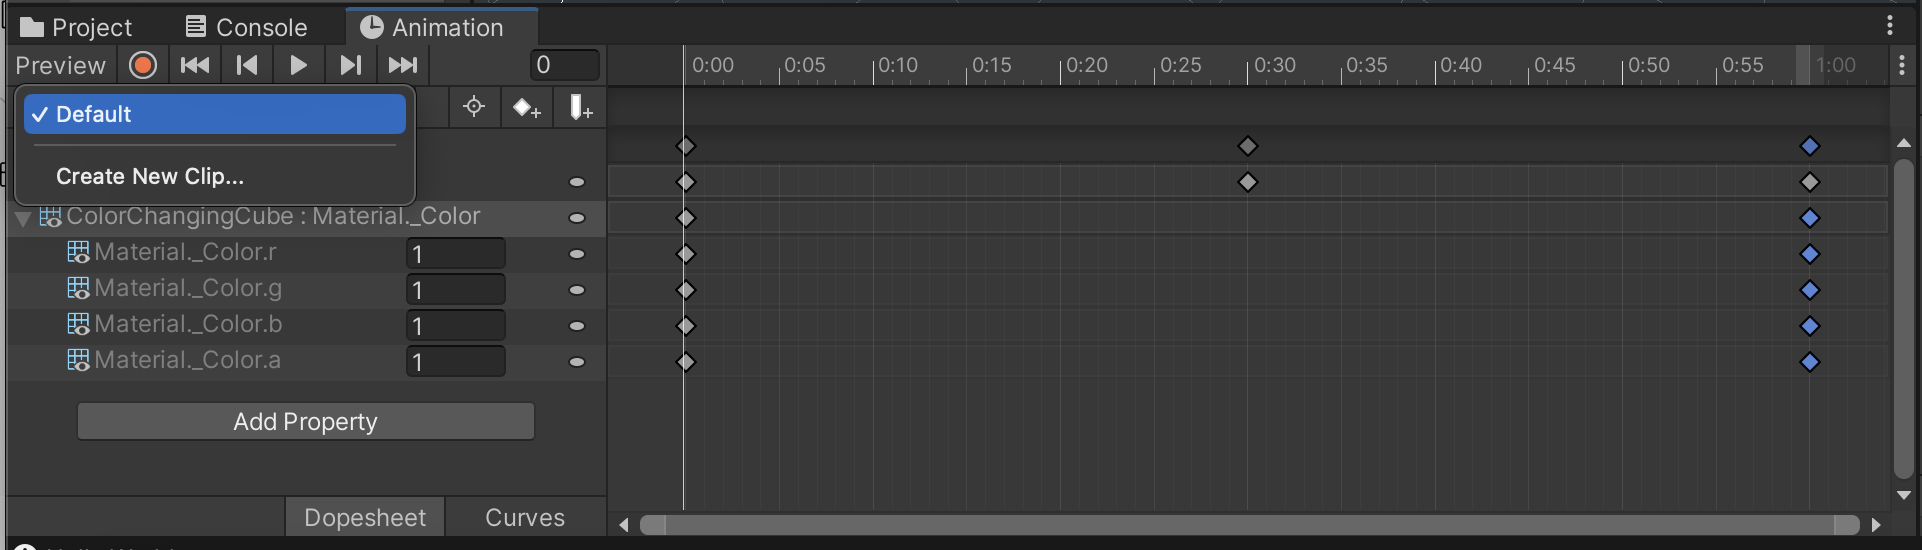 Project Console Animation
Preview 0 0:00 0:05 0:10 0:15 0:20 0:25 0:30 0:35 0:40 0:45 0:50 0:55 1:00
Default
Create New Clip...
ColorChangingCube : Material._Color
Material._Color.r 1
Material._Color.g 1
Material._Color.b 1
Material._Color.a 1
Add Property
Dopesheet Curves